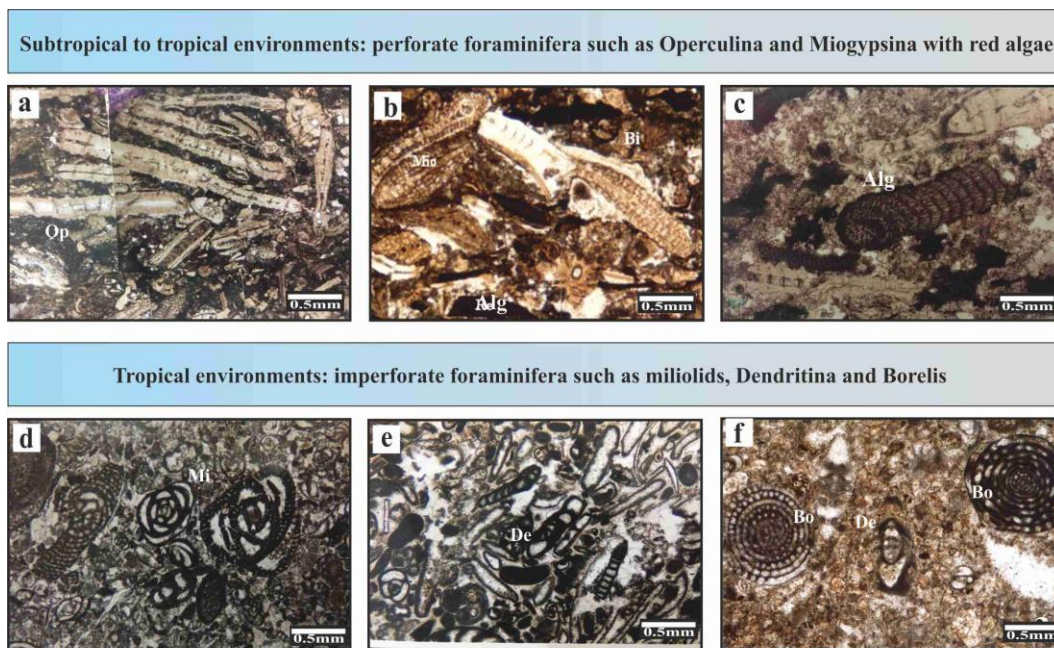 Subtropical to tropical environments: perforate foraminifera such as Operculina and Miogypsina with red algae
a
b
c
Bi
Mio
Alg
Op
Alg
0.5mm
0.5mm
0.5mm
Tropical environments: imperforate foraminifera such as miliolids, Dendritina and Borelis
d
e
f
Mi
Bo
De
Bo
De
0.5mm
0.5mm
0.5mm